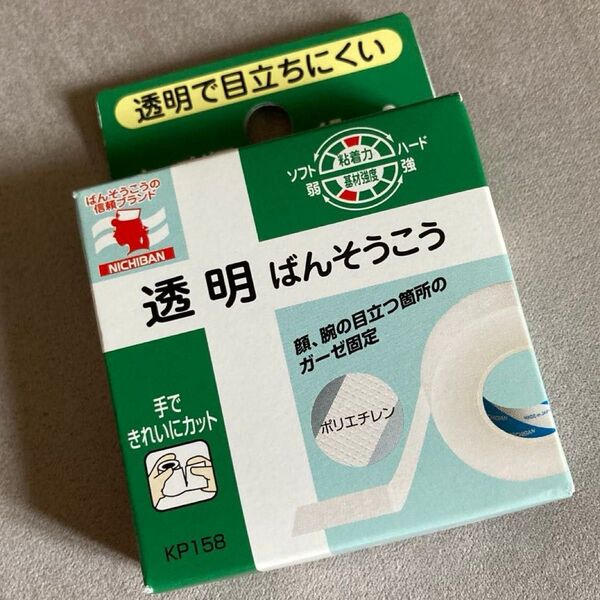 透明で目立ちにくい
ソフト
弱
粘着力
基材強度
ハード
強
ばんそうこうの
信頼ブランド
NICHIBAN
透明 ばんそうこう
顔、腕の目立つ箇所の
ガーゼ固定
ポリエチレン
手で
きれいにカット
KP158
NICHIBAN